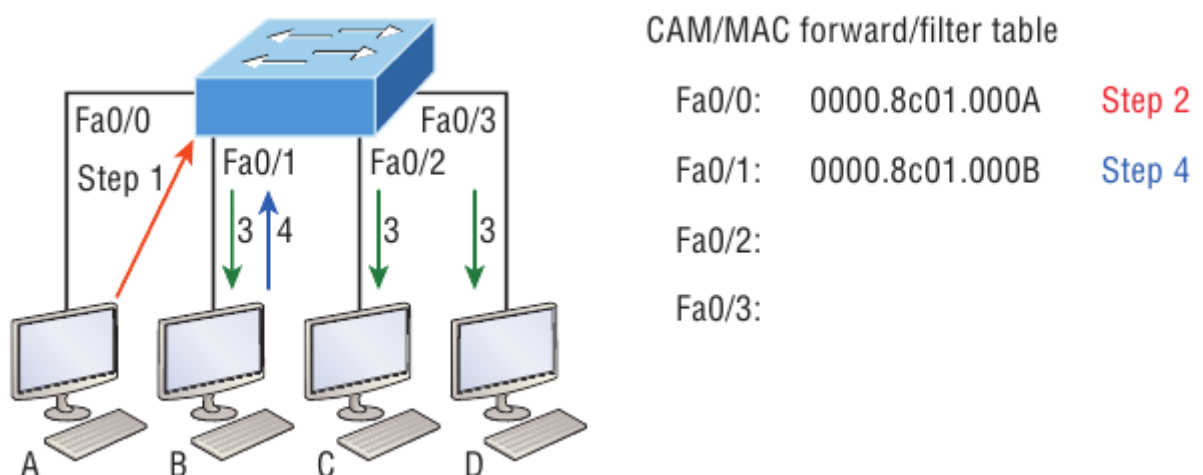 CAM/MAC forward/filter table
Fa0/0: 0000.8c01.000A Step 2
Fa0/1: 0000.8c01.000B Step 4
Fa0/2:
Fa0/3:
Fa0/0
Fa0/3
Step 1
Fa0/1
Fa0/2
3
4
3
3
A
B
C
D